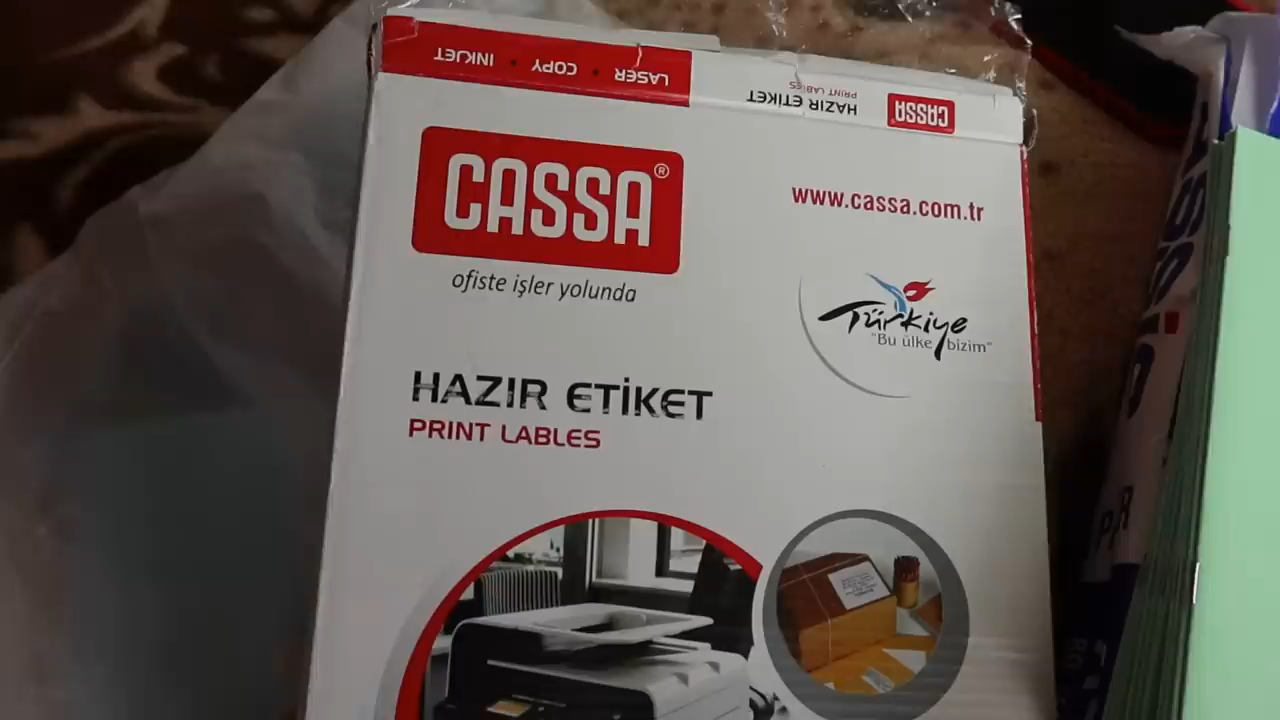 LASER • COPY • INKJET
HAZIR ETİKET
PRINT LABLES
CASSA
CASSA®
ofiste işler yolunda
www.cassa.com.tr
Türkiye
"Bu ülke bizim"
HAZIR ETİKET
PRINT LABLES